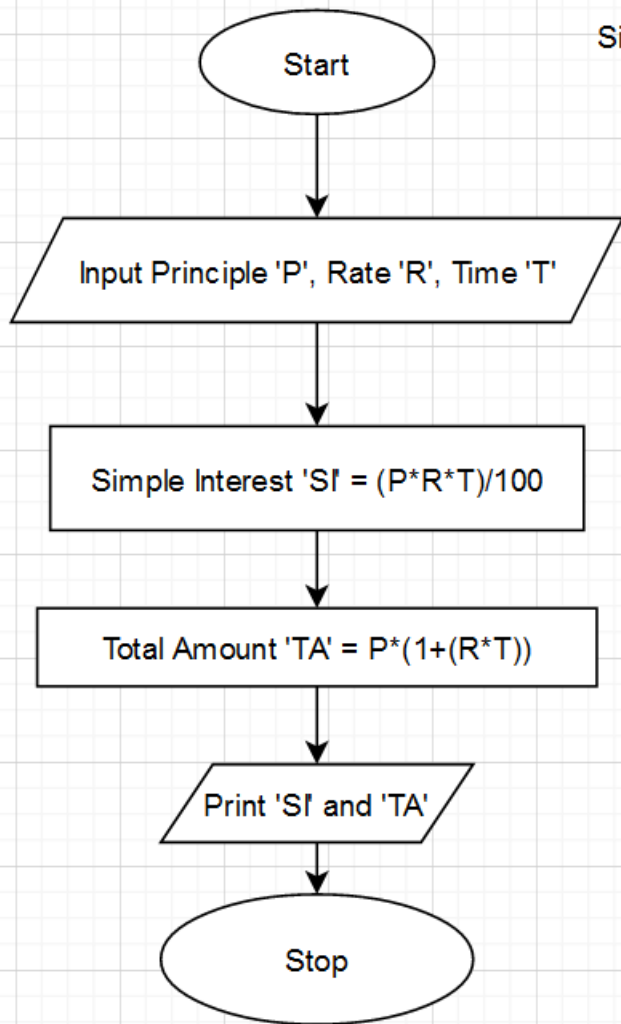 Start
Input Principle 'P', Rate 'R', Time 'T'
Simple Interest 'SI' = (P*R*T)/100
Total Amount 'TA' = P*(1+(R*T))
Print 'SI' and 'TA'
Stop